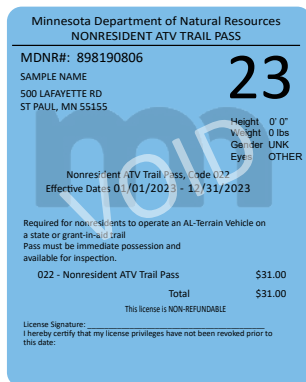 Minnesota Department of Natural Resources
NONRESIDENT ATV TRAIL PASS
MDNR#: 898190806
SAMPLE NAME
500 LAFAYETTE RD
ST PAUL, MN 55155
23
Height 0' 0"
Weight 0 lbs
Gender UNK
Eyes OTHER
mn
VOID
Nonresident ATV Trail Pass, Code 022
Effective Dates 01/01/2023 - 12/31/2023
Required for nonresidents to operate an AL-Terrain Vehicle on
a state or grant-in-aid trail
Pass must be immediate possession and
available for inspection.
022 - Nonresident ATV Trail Pass $31.00
Total $31.00
This license is NON-REFUNDABLE
License Signature:
I hereby certify that my license privileges have not been revoked prior to
this date: